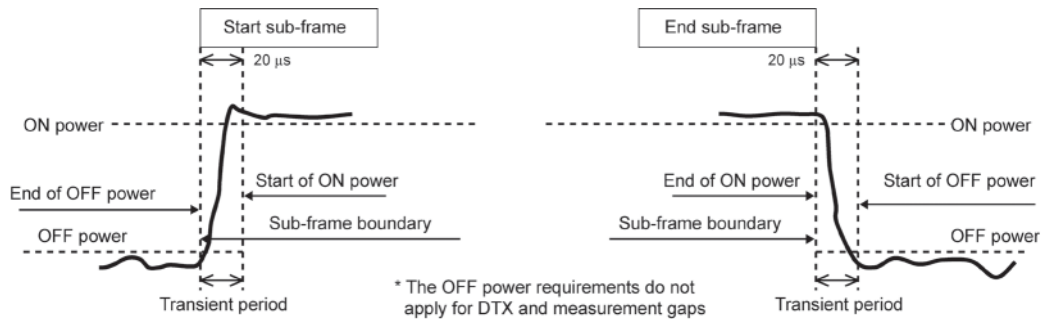 Start sub-frame
End sub-frame
20 μs
20 μs
ON power
ON power
End of OFF power
Start of ON power
End of ON power
Start of OFF power
OFF power
Sub-frame boundary
Sub-frame boundary
OFF power
Transient period
* The OFF power requirements do not
apply for DTX and measurement gaps
Transient period